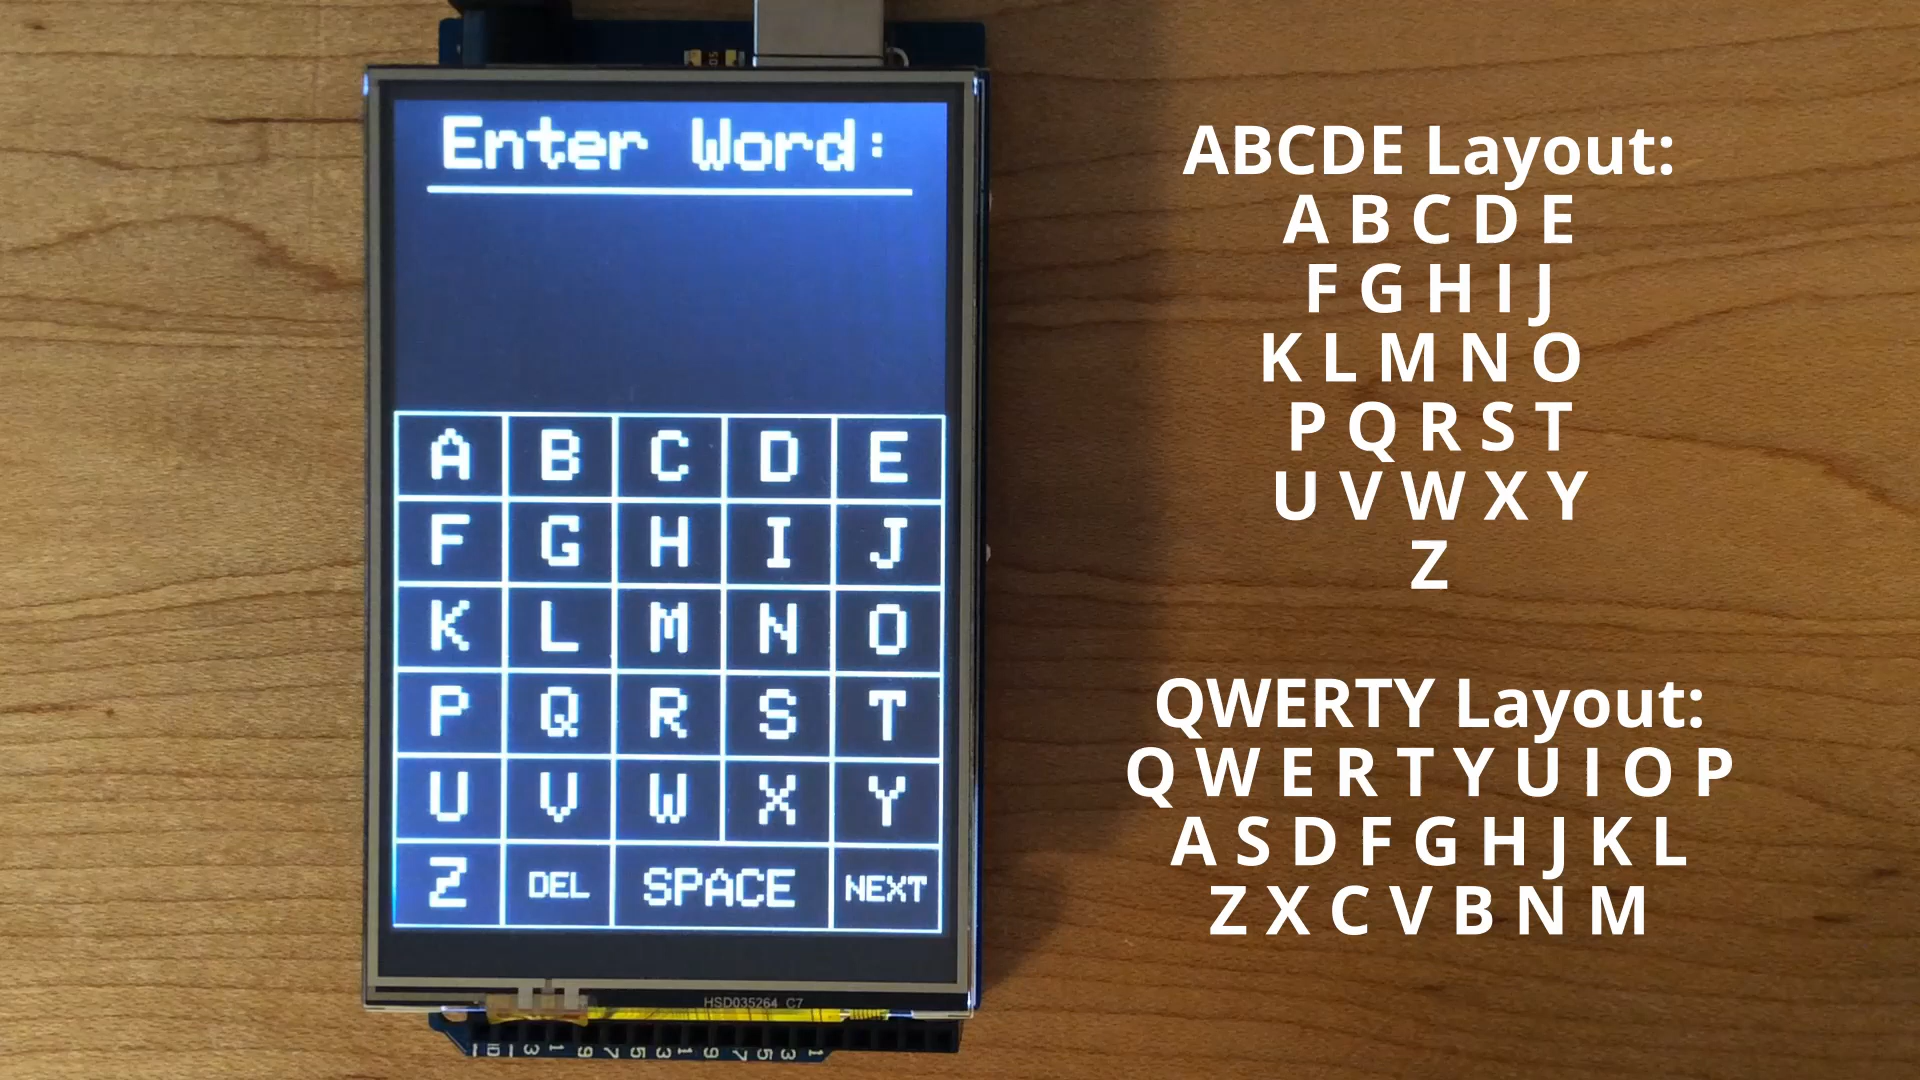 Enter Word:
A B C D E
F G H I J
K L M N O
P Q R S T
U V W X Y
Z DEL SPACE NEXT
HSD035264 C7
ABCDE Layout:
A B C D E
F G H I J
K L M N O
P Q R S T
U V W X Y
Z
QWERTY Layout:
Q W E R T Y U I O P
A S D F G H J K L
Z X C V B N M